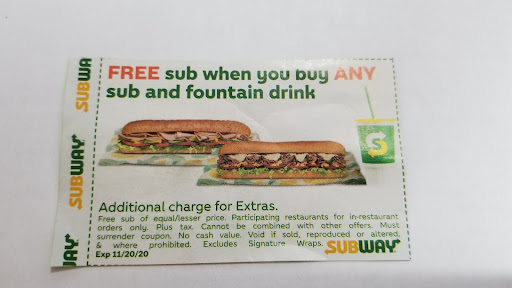 FREE sub when you buy ANY
sub and fountain drink
SUBWA
SUBWAY
WAY
S
Additional charge for Extras.
Free sub of equal/lesser price. Participating restaurants for in-restaurant
orders only. Plus tax. Cannot be combined with other offers. Must
surrender coupon. No cash value. Void if sold, reproduced or altered,
& where prohibited. Excludes Signature Wraps.
Exp 11/20/20
SUBWAY